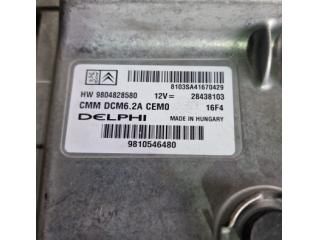 8103SA41670429
HW 9804828580 12V= 28438103
CMM DCM6.2A CEM0 16F4
DELPHI MADE IN HUNGARY
9810546480